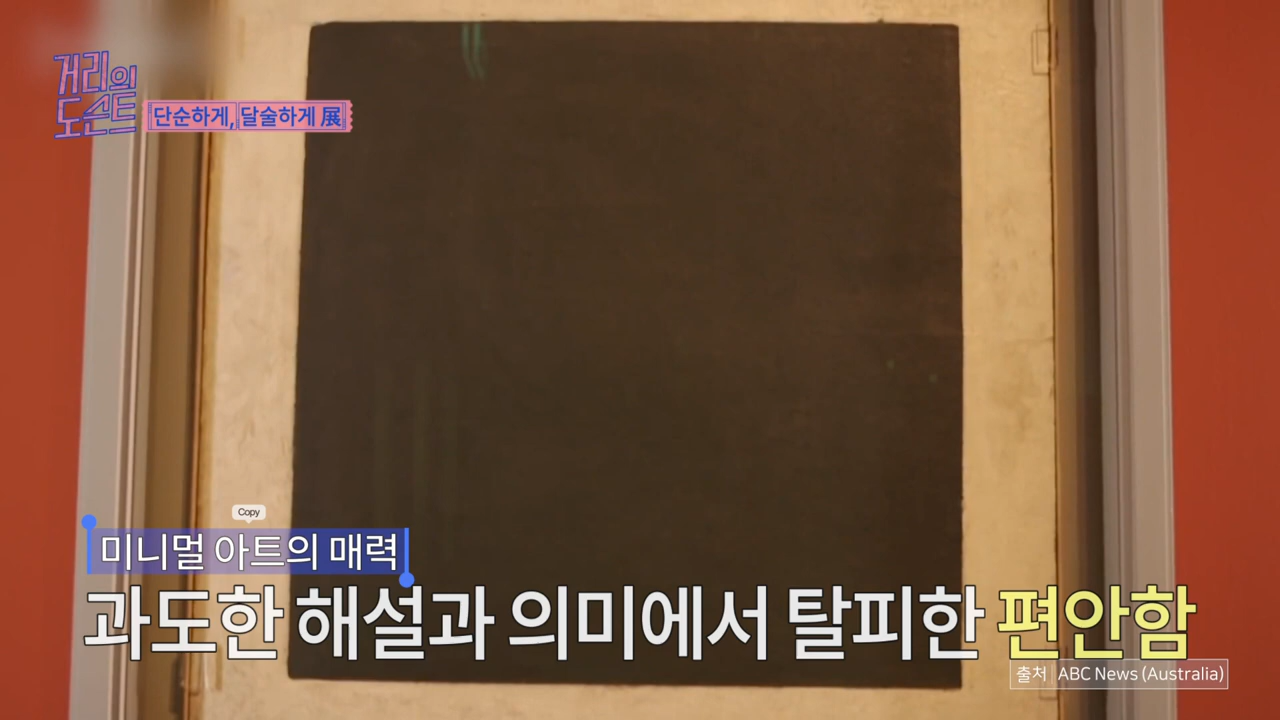 거리의
도슨트
단순하게, 달술하게 展
Copy
미니멀 아트의 매력
과도한 해설과 의미에서 탈피한 편안함
출처 ABC News (Australia)